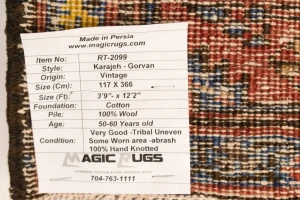 Made in Persia
www.magicrugs.com
Item No: RT-2099
Style: Karajeh - Gorvan
Origin: Vintage
Size (Cm): 117 X 366
Size (Ft): 3'9"- x 12'2"
Foundation: Cotton
Pile: 100% Wool
Age: 50-60 Years old
Condition: Very Good -Tribal Uneven
Some Worn area -abrash
100% Hand Knotted
MAGIC RUGS
704-763-1111